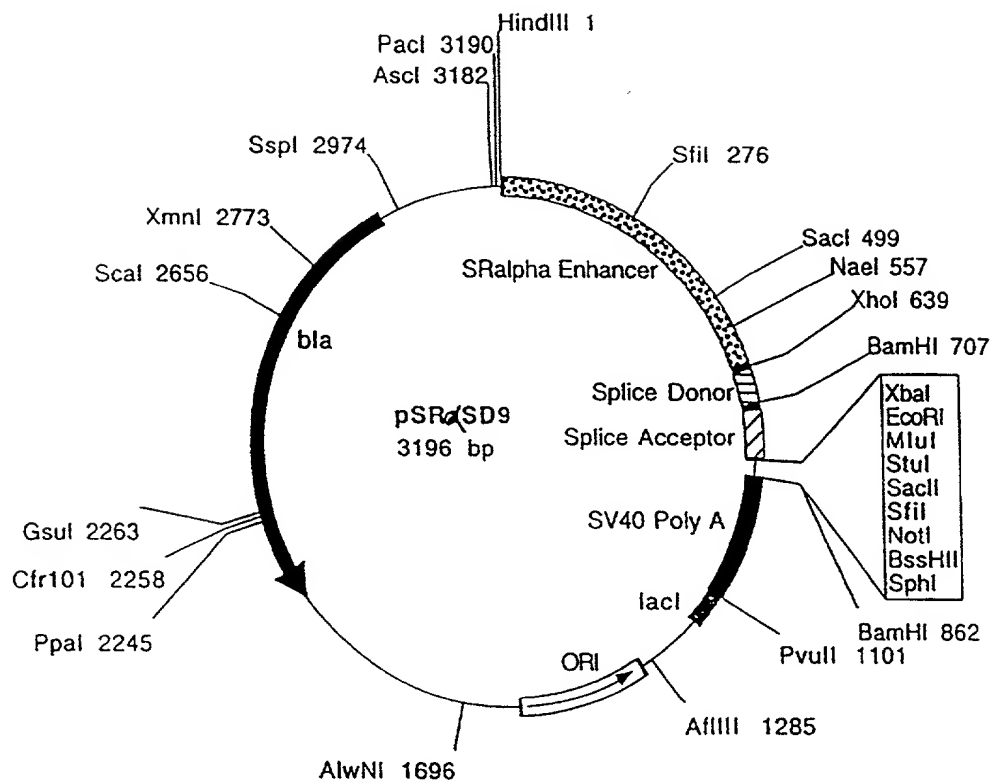 HindIII 1
PacI 3190
AscI 3182
SspI 2974
SfiI 276
XmnI 2773
ScaI 2656
SacI 499
NaeI 557
XhoI 639
SRalpha Enhancer
bla
BamHI 707
Splice Donor
Splice Acceptor
pSRαSD9
3196 bp
XbaI
EcoRI
MluI
StuI
SacII
SfiI
NotI
BssHII
SphI
SV40 Poly A
GsuI 2263
Cfr101 2258
PpaI 2245
lacI
BamHI 862
PvuII 1101
ORI
AflIII 1285
AlwNI 1696